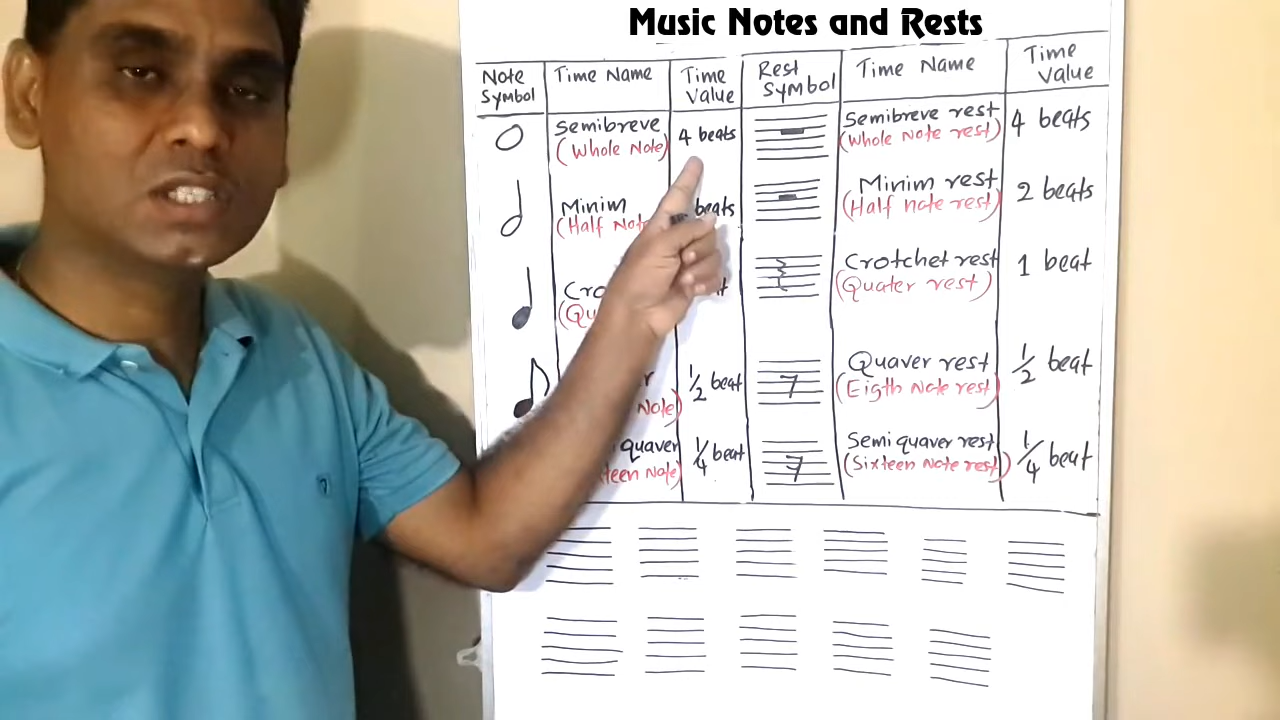 Music Notes and Rests
Note Symbol | Time Name | Time Value | Rest Symbol | Time Name | Time Value
Semibreve | 4 beats | Semibreve rest | 4 beats
(Whole Note) | (Whole Note rest)
Minim | beats | Minim rest | 2 beats
(Half | (Half note rest)
Crotchet rest | 1 beat
(Quater rest)
1/2 beat | Quaver rest | 1/2 beat
Note) | (Eigth Note rest)
quaver | 1/4 beat | Semi quaver rest | 1/4 beat
Note) | (Sixteen Note rest)